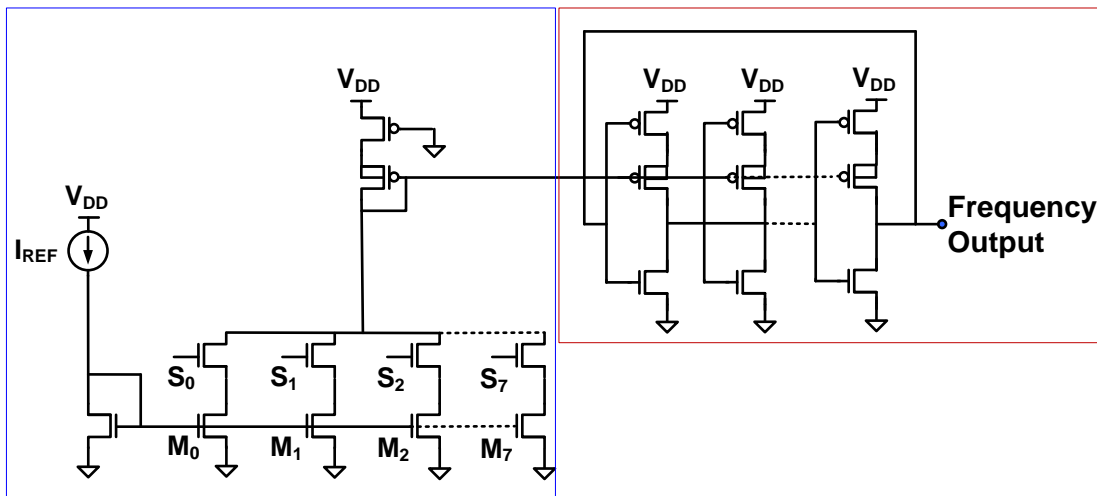 V_DD
V_DD
I_REF
S_0
S_1
S_2
S_7
M_0
M_1
M_2
M_7
V_DD
V_DD
V_DD
Frequency
Output